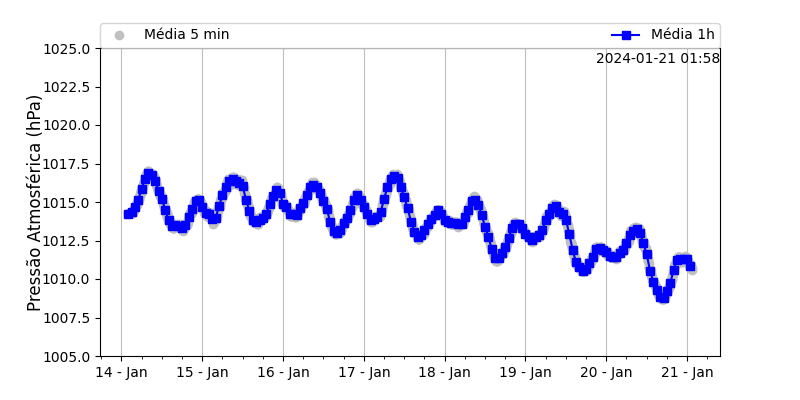 Média 5 min
Média 1h
2024-01-21 01:58
Pressão Atmosférica (hPa)
1025.0
1022.5
1020.0
1017.5
1015.0
1012.5
1010.0
1007.5
1005.0
14 - Jan
15 - Jan
16 - Jan
17 - Jan
18 - Jan
19 - Jan
20 - Jan
21 - Jan